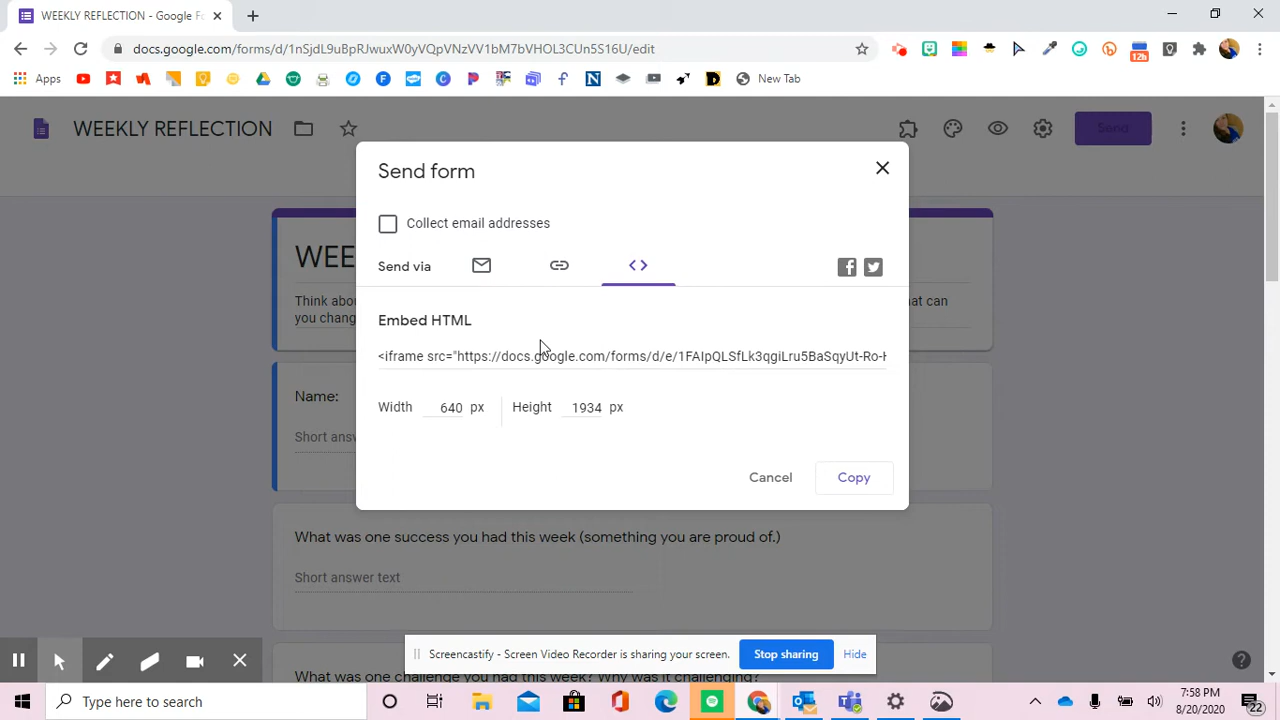 WEEKLY REFLECTION - Google Fo
docs.google.com/forms/d/1nSjdL9uBpRJwuxW0yVQpVNzVV1bM7bVHOL3CUn5S16U/edit
12h
Apps
New Tab
WEEKLY REFLECTION
Send
Send form
Collect email addresses
Send via
WEE
Think abou
hat can
you chang
Embed HTML
<iframe src="https://docs.google.com/forms/d/e/1FAIpQLSfLk3qgiLru5BaSqyUt-Ro-H
Name:
Width 640 px Height 1934 px
Short answ
Cancel
Copy
What was one success you had this week (something you are proud of.)
Short answer text
Screencastify - Screen Video Recorder is sharing your screen.
Stop sharing
Hide
What was one challenge you had this week? Why was it challenging?
Type here to search
7:58 PM
8/20/2020
22